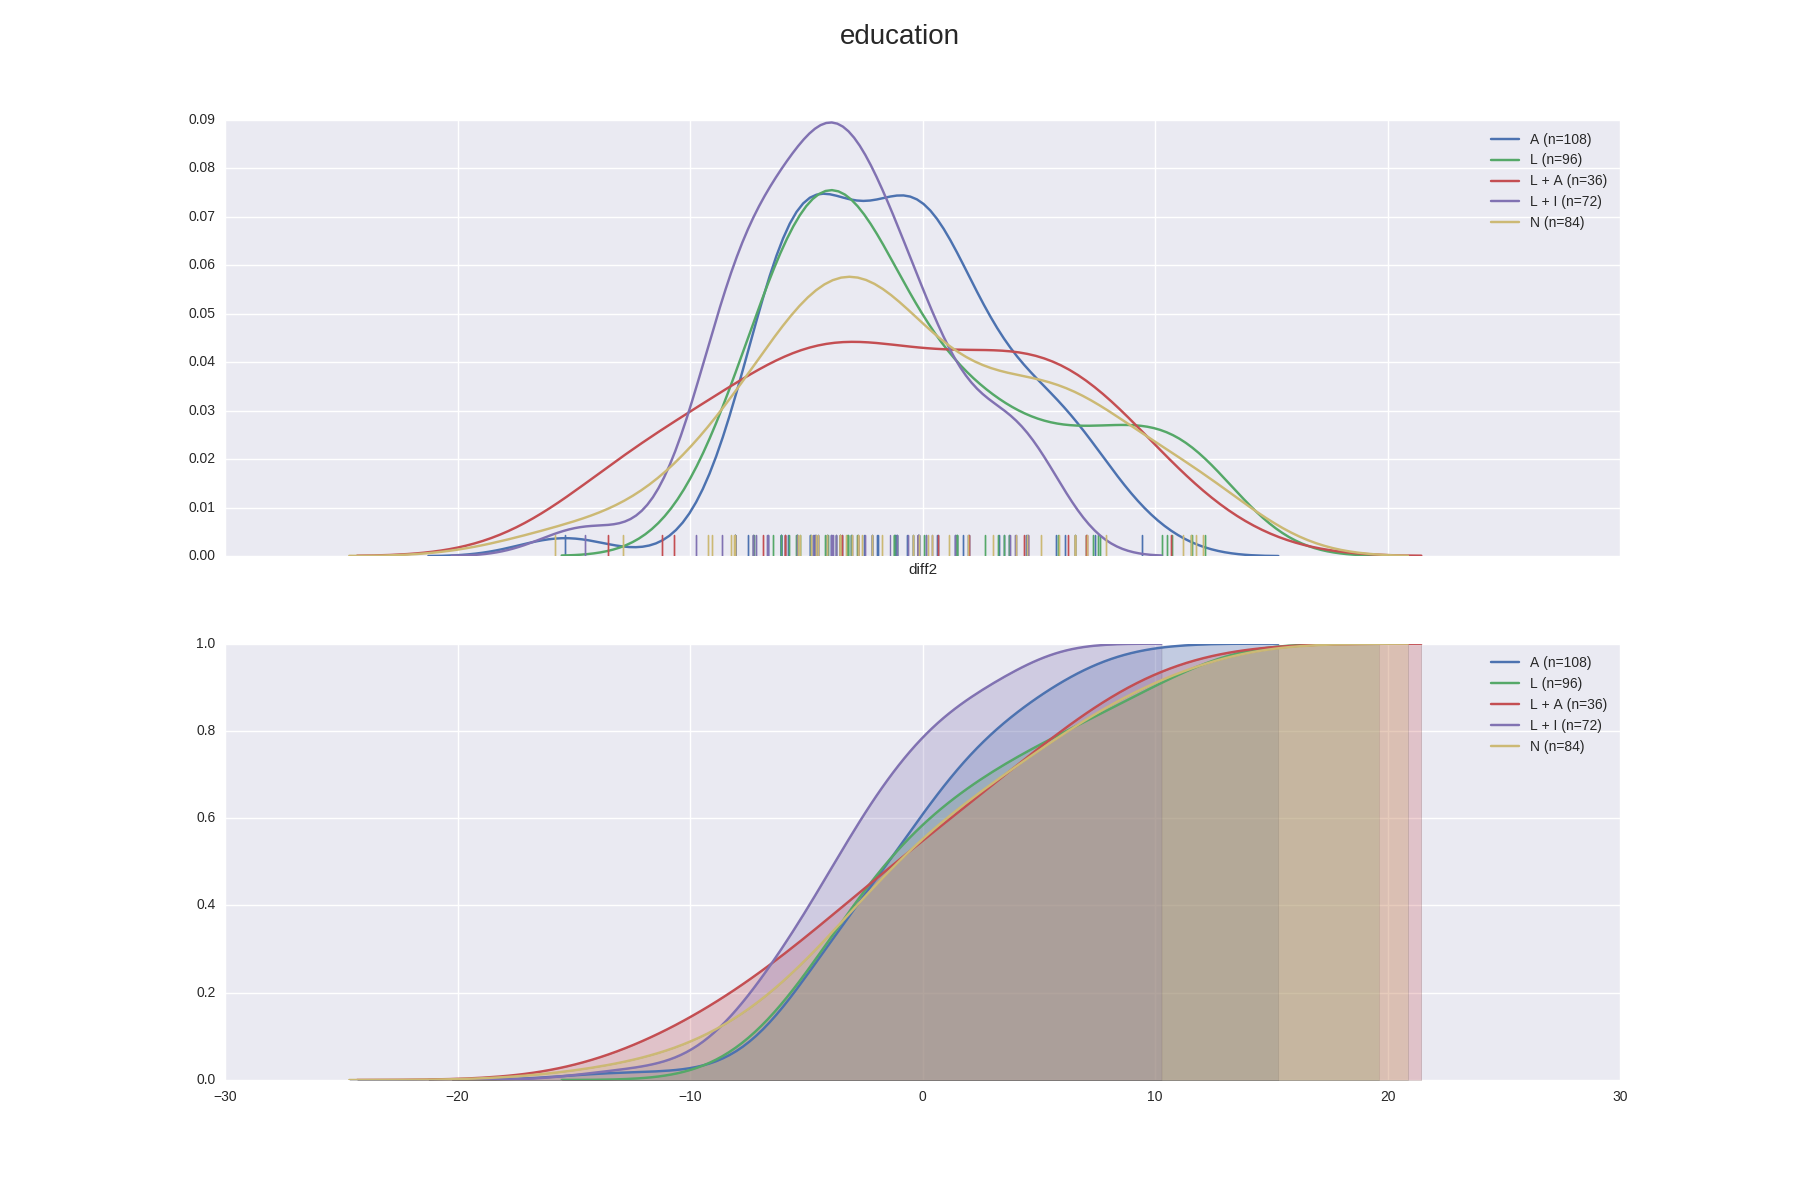 education
0.09
0.08
0.07
0.06
0.05
0.04
0.03
0.02
0.01
0.00
A (n=108)
L (n=96)
L + A (n=36)
L + I (n=72)
N (n=84)
diff2
1.0
0.8
0.6
0.4
0.2
0.0
A (n=108)
L (n=96)
L + A (n=36)
L + I (n=72)
N (n=84)
−30 −20 −10 0 10 20 30